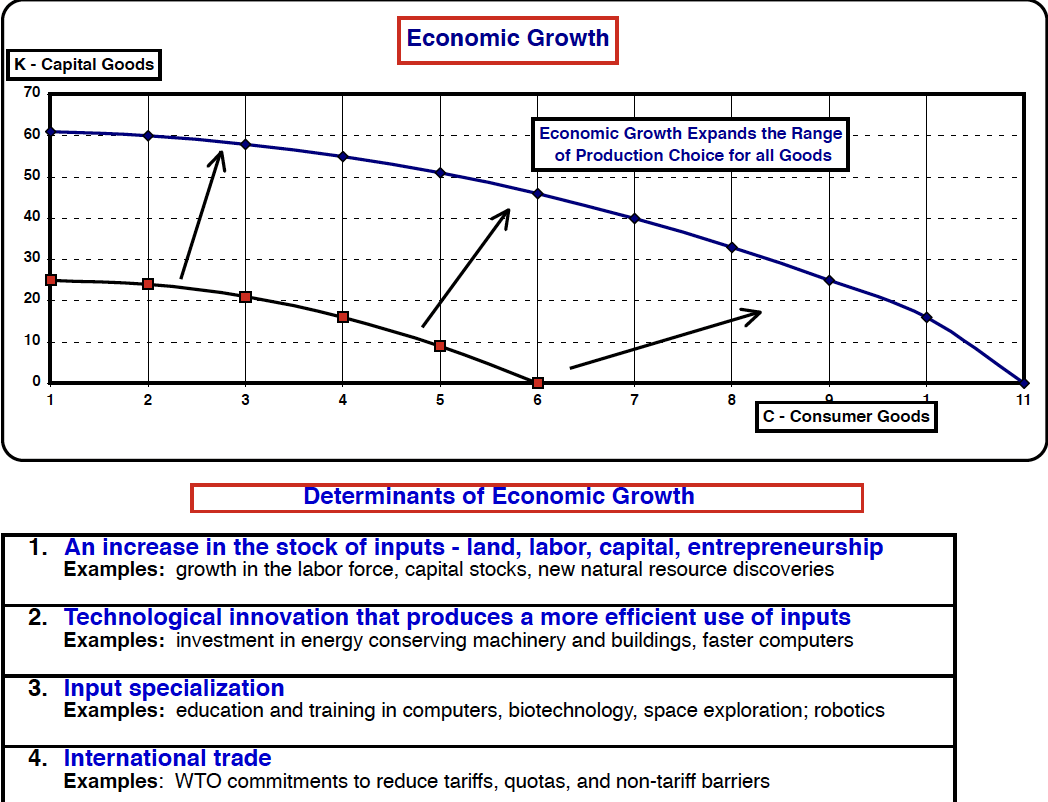 Economic Growth
K - Capital Goods
70
60
50
40
30
20
10
0
Economic Growth Expands the Range
of Production Choice for all Goods
1 2 3 4 5 6 7 8 9 1 11
C - Consumer Goods
Determinants of Economic Growth
1. An increase in the stock of inputs - land, labor, capital, entrepreneurship
Examples: growth in the labor force, capital stocks, new natural resource discoveries
2. Technological innovation that produces a more efficient use of inputs
Examples: investment in energy conserving machinery and buildings, faster computers
3. Input specialization
Examples: education and training in computers, biotechnology, space exploration; robotics
4. International trade
Examples: WTO commitments to reduce tariffs, quotas, and non-tariff barriers